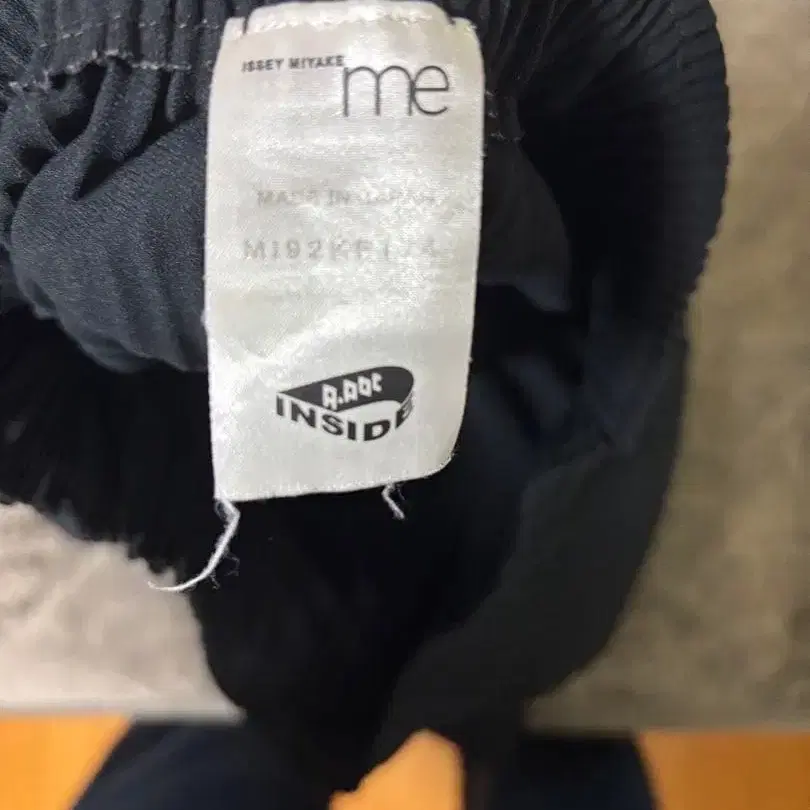 ISSEY MIYAKE
me
MADE IN JAPAN
A.POC
INSIDE